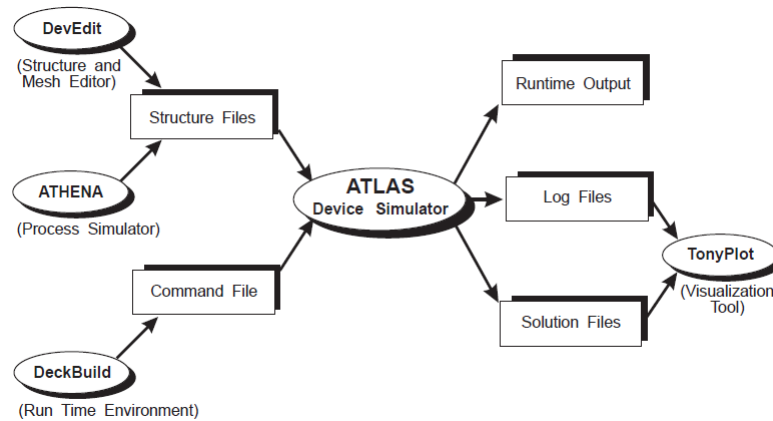 DevEdit
(Structure and
Mesh Editor)
Structure Files
ATHENA
(Process Simulator)
Command File
DeckBuild
(Run Time Environment)
ATLAS
Device Simulator
Runtime Output
Log Files
Solution Files
TonyPlot
(Visualization
Tool)